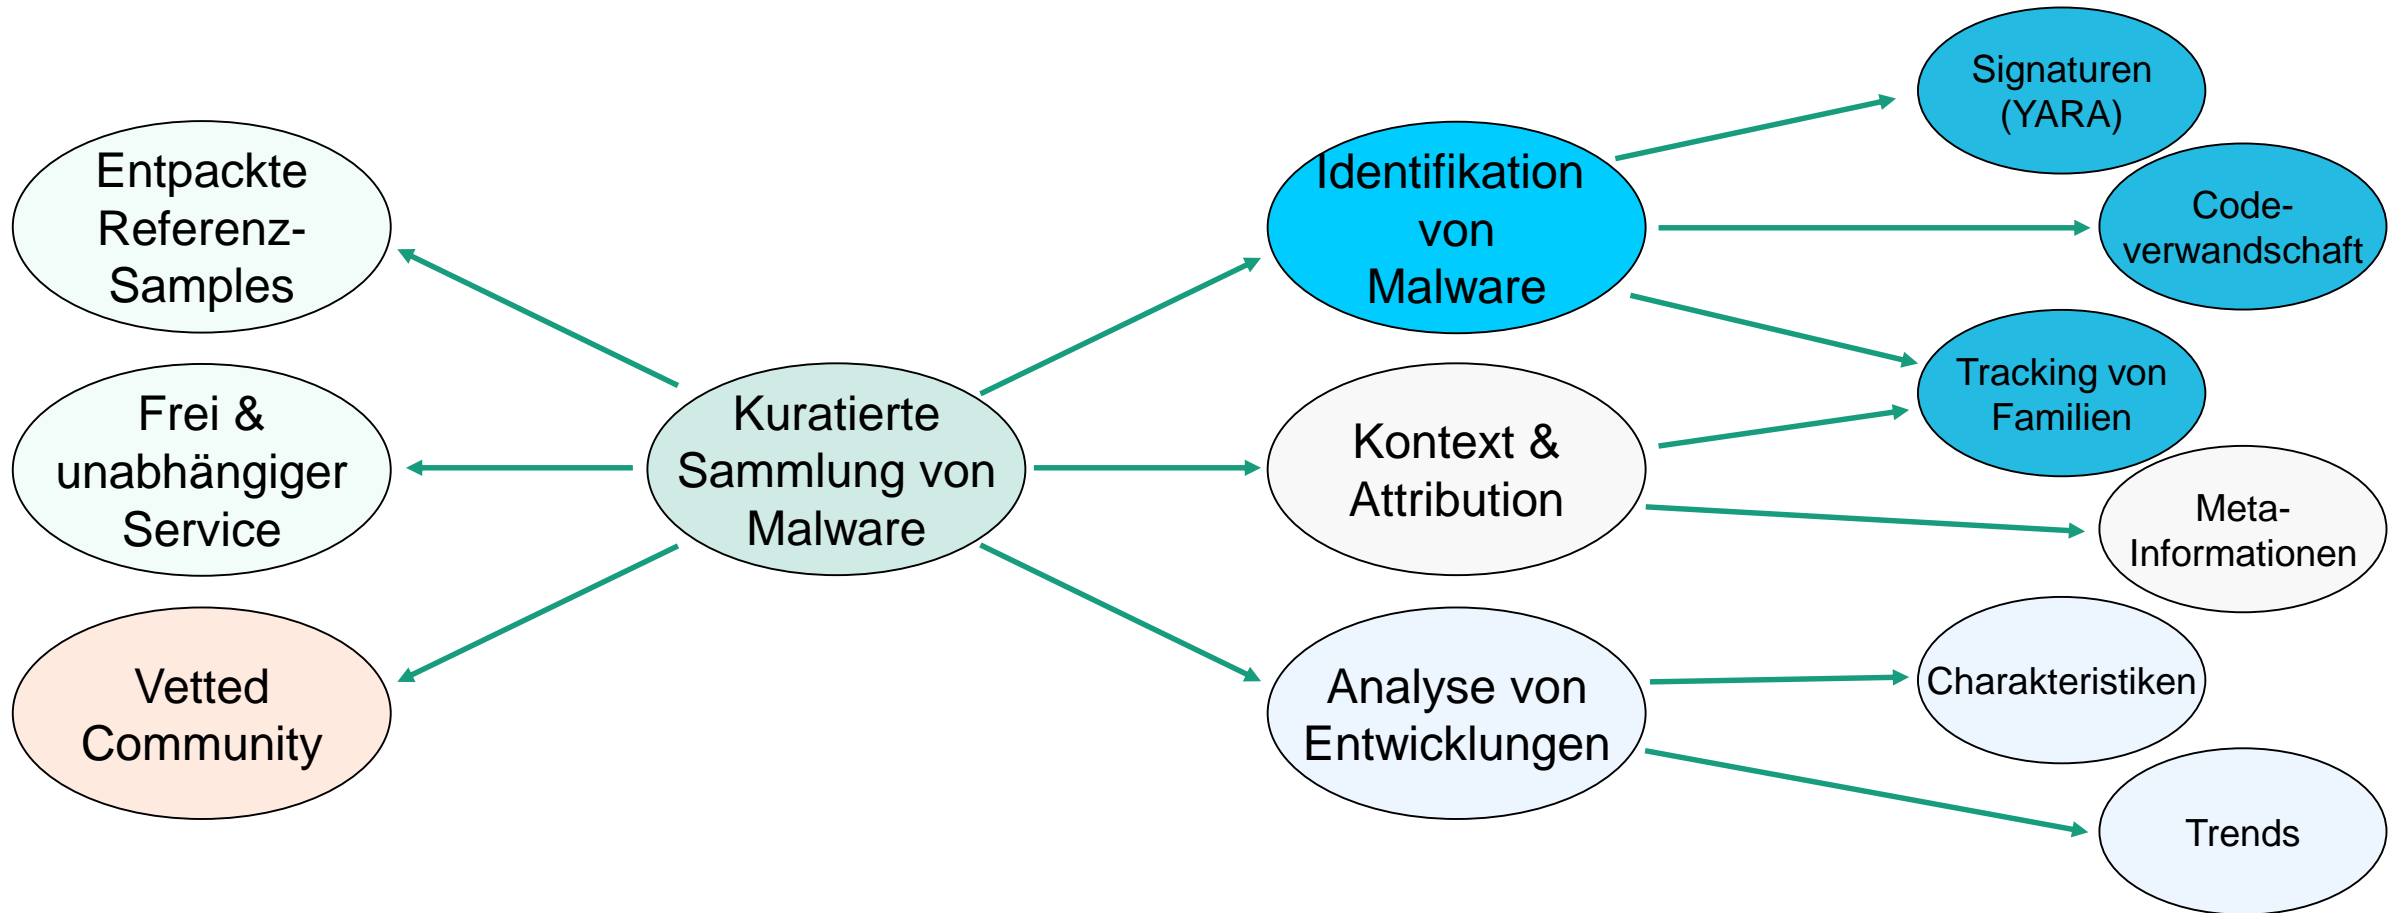 Entpackte
Referenz-
Samples
Frei &
unabhängiger
Service
Vetted
Community
Kuratierte
Sammlung von
Malware
Identifikation
von
Malware
Kontext &
Attribution
Analyse von
Entwicklungen
Signaturen
(YARA)
Code-
verwandschaft
Tracking von
Familien
Meta-
Informationen
Charakteristiken
Trends